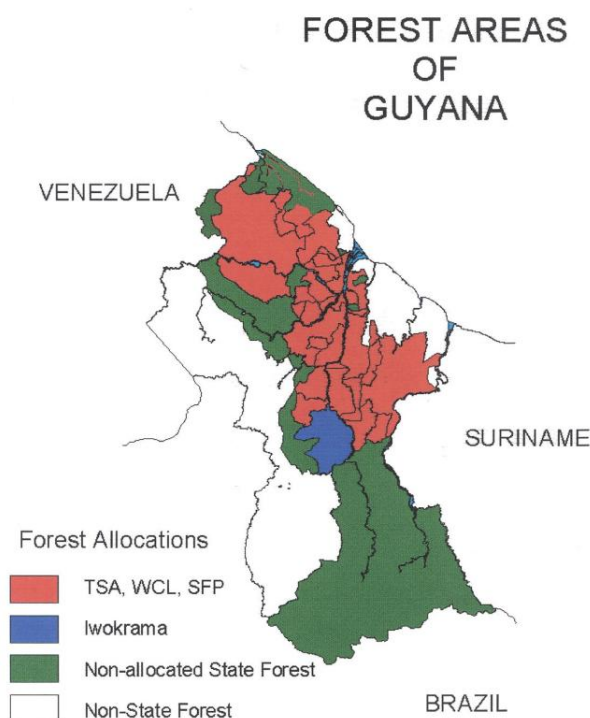 FOREST AREAS
OF
GUYANA
VENEZUELA
SURINAME
Forest Allocations
TSA, WCL, SFP
Iwokrama
Non-allocated State Forest
Non-State Forest
BRAZIL